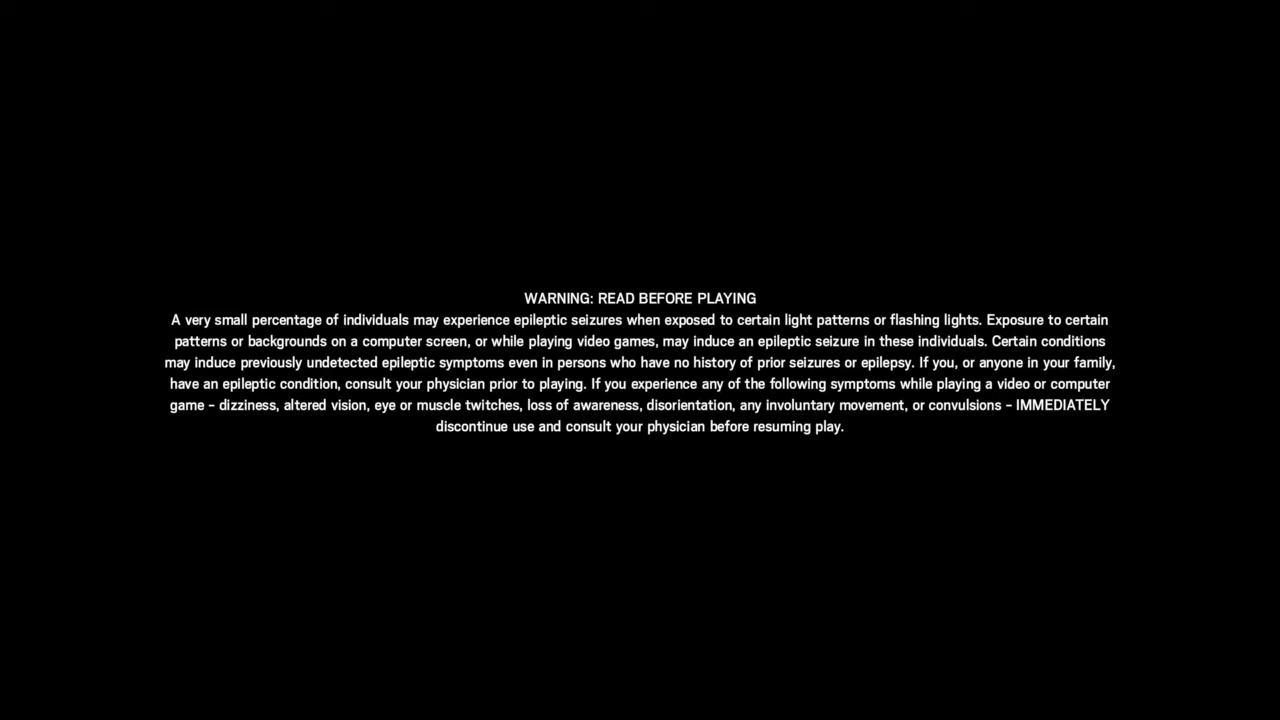 WARNING: READ BEFORE PLAYING
A very small percentage of individuals may experience epileptic seizures when exposed to certain light patterns or flashing lights. Exposure to certain
patterns or backgrounds on a computer screen, or while playing video games, may induce an epileptic seizure in these individuals. Certain conditions
may induce previously undetected epileptic symptoms even in persons who have no history of prior seizures or epilepsy. If you, or anyone in your family,
have an epileptic condition, consult your physician prior to playing. If you experience any of the following symptoms while playing a video or computer
game - dizziness, altered vision, eye or muscle twitches, loss of awareness, disorientation, any involuntary movement, or convulsions - IMMEDIATELY
discontinue use and consult your physician before resuming play.